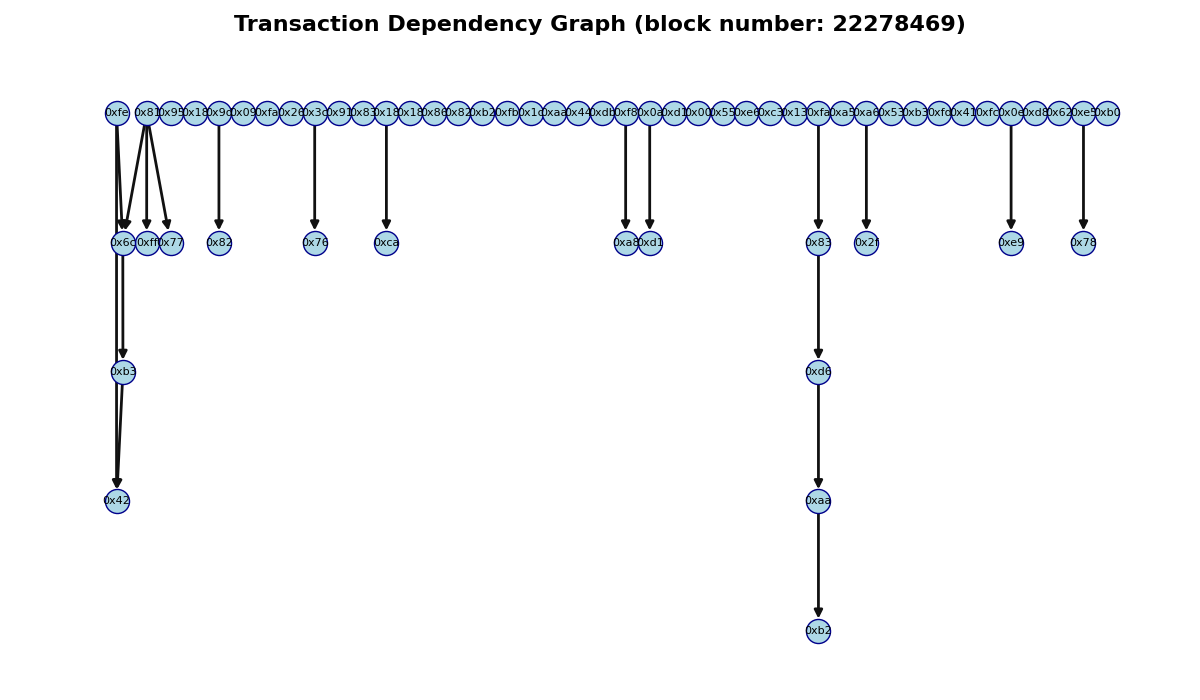 Transaction Dependency Graph (block number: 22278469)
0xfe 0x81 0x95 0x18 0x9c 0x09 0xfa 0x26 0x3c 0x91 0x83 0x18 0x18 0x86 0x82 0xb2 0xfb 0x1c 0xaa 0x44 0xdb 0xf8 0x0a 0xd1 0x00 0x55 0xe6 0xc3 0x13 0xfa 0xa5 0xa6 0x53 0xb3 0x41 0xfc 0x0e 0xd8 0x62 0xe5 0xb0
0x6c 0xff 0x77 0x82 0x76 0xca 0xa8 0xd1 0x83 0x2f 0xe9 0x78
0xb3 0xd6
0x42 0xaa
0xb2